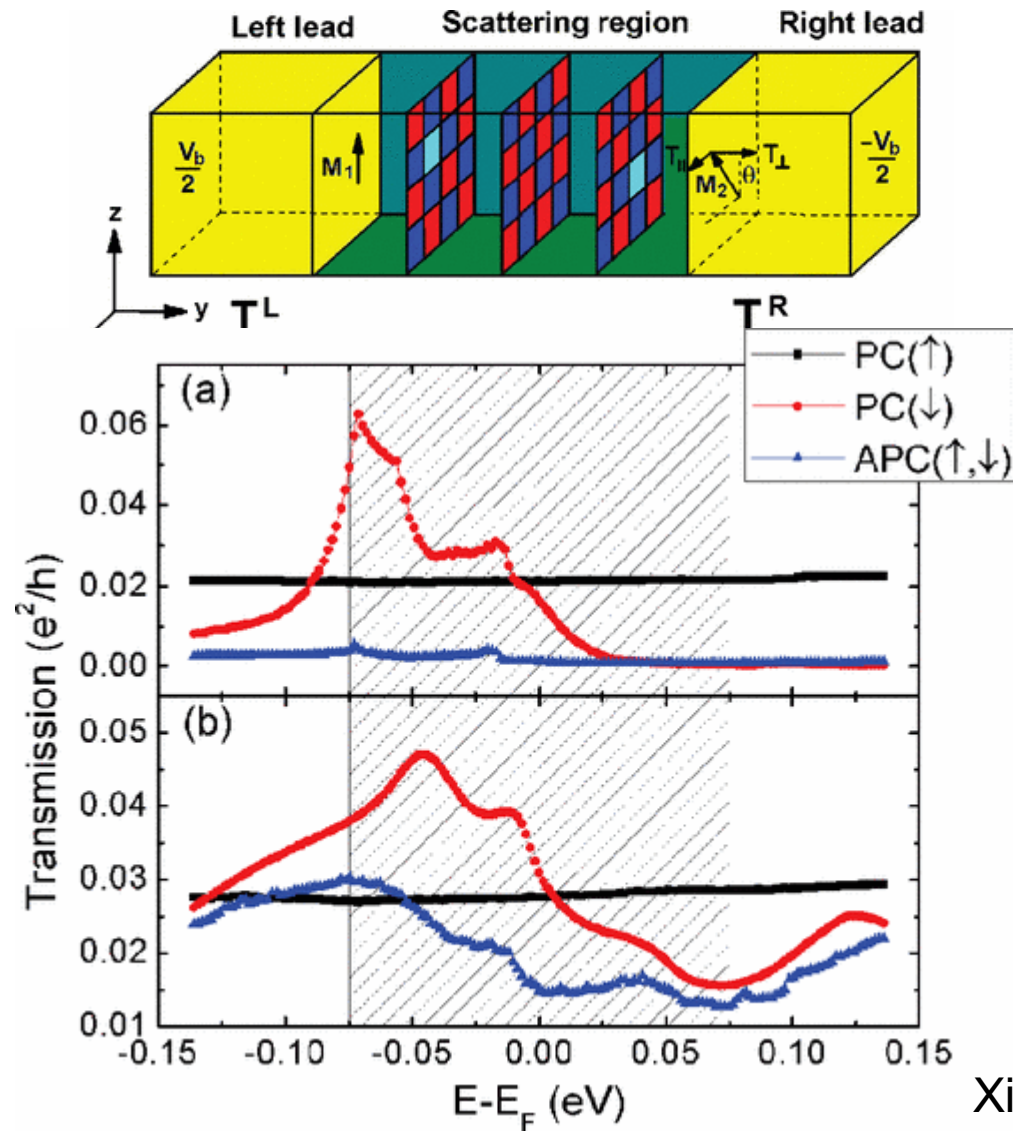 Left lead Scattering region Right lead
V_b/2 M₁ T_|| M₂ θ T_⊥ -V_b/2
z
y
T^L T^R
PC(↑)
PC(↓)
APC(↑,↓)
(a)
0.06
0.04
0.02
0.00
(b)
0.05
0.04
0.03
0.02
0.01
Transmission (e²/h)
-0.15 -0.10 -0.05 0.00 0.05 0.10 0.15
E-E_F (eV)
Xi